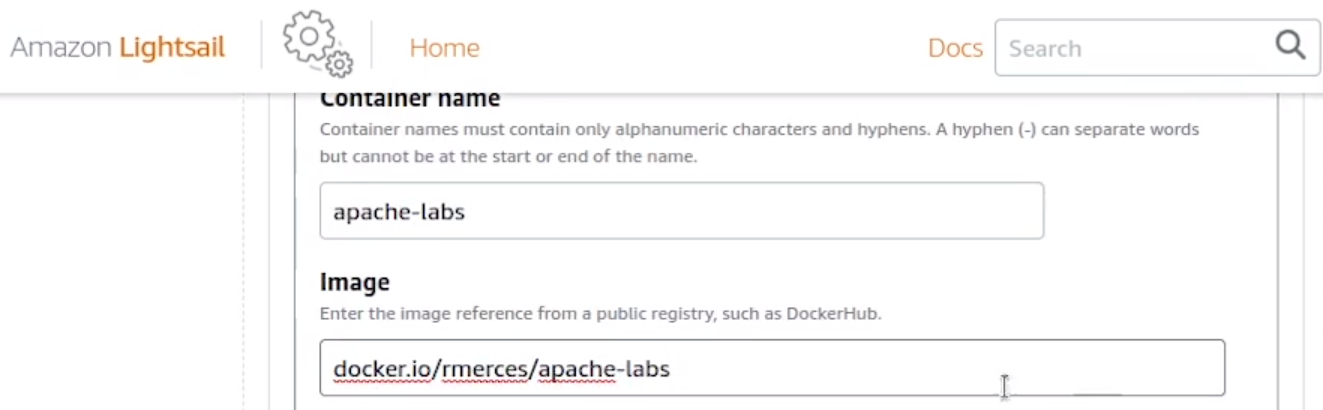 Amazon Lightsail Home Docs Search
Container name
Container names must contain only alphanumeric characters and hyphens. A hyphen (-) can separate words
but cannot be at the start or end of the name.
apache-labs
Image
Enter the image reference from a public registry, such as DockerHub.
docker.io/rmerces/apache-labs